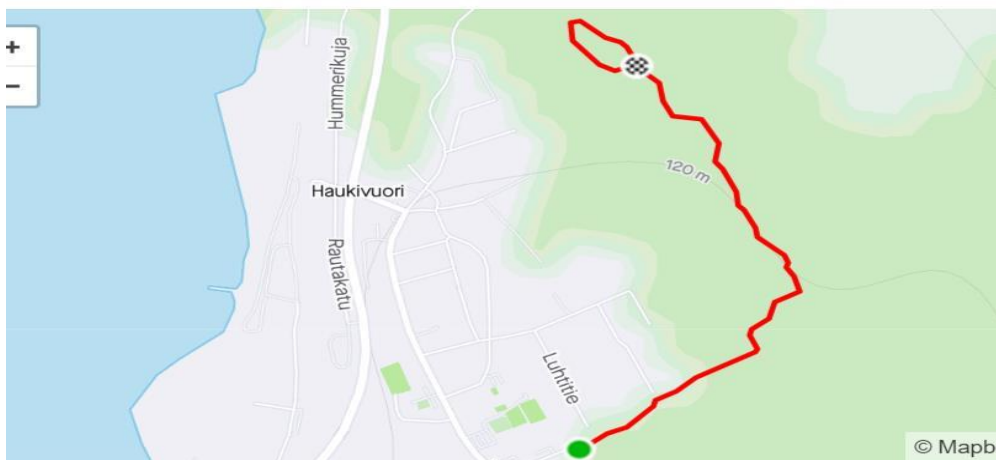 +
−
Hummerikuja
Haukivuori
120 m
Rautakatu
Luhtitie
© Mapb